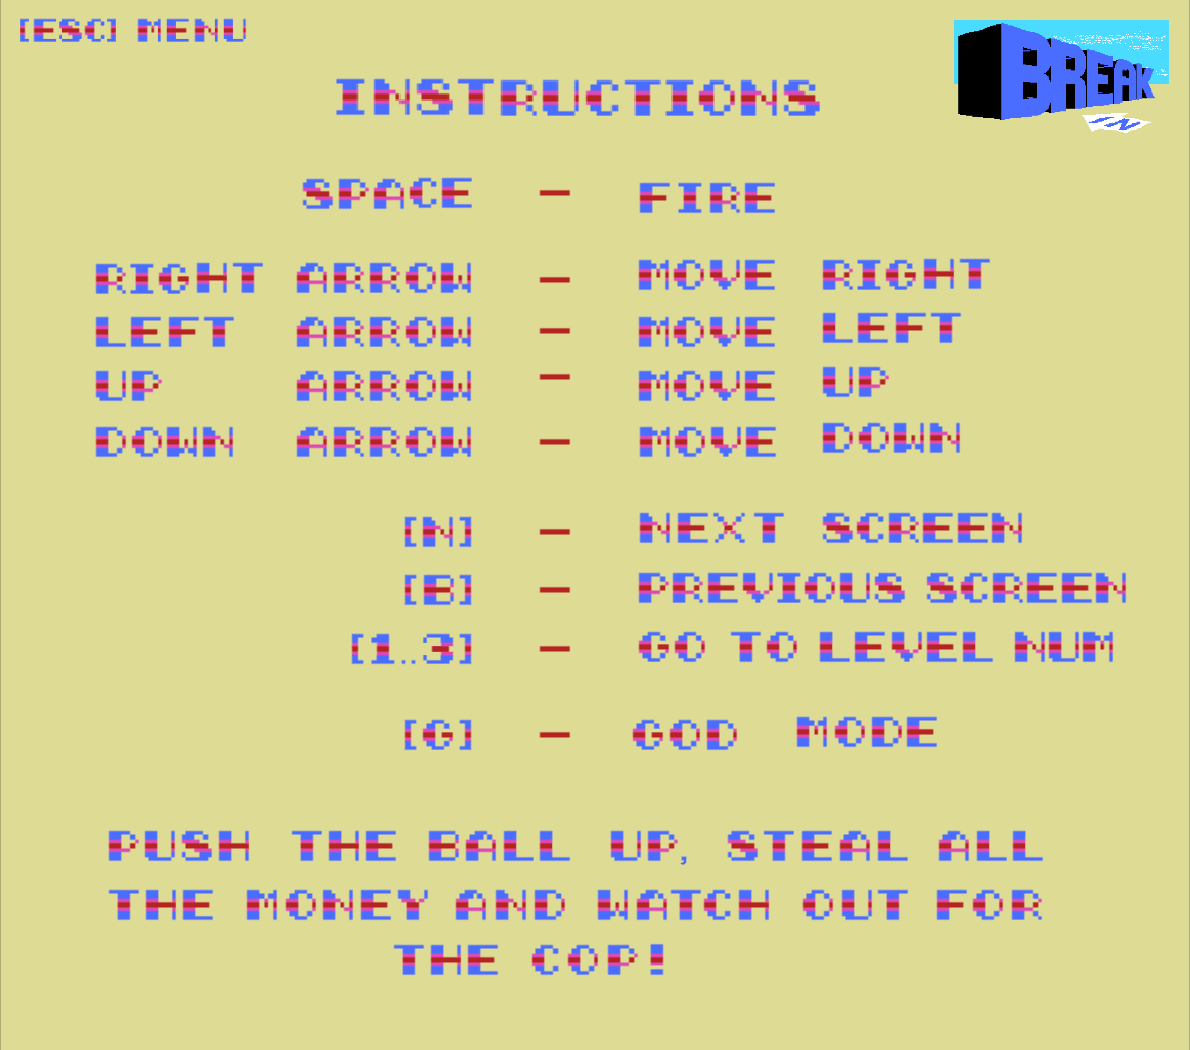 [ESC] MENU
BREAK
IN
INSTRUCTIONS
SPACE - FIRE
RIGHT ARROW - MOVE RIGHT
LEFT ARROW - MOVE LEFT
UP ARROW - MOVE UP
DOWN ARROW - MOVE DOWN
[N] - NEXT SCREEN
[B] - PREVIOUS SCREEN
[1..3] - GO TO LEVEL NUM
[G] - GOD MODE
PUSH THE BALL UP, STEAL ALL
THE MONEY AND WATCH OUT FOR
THE COP!